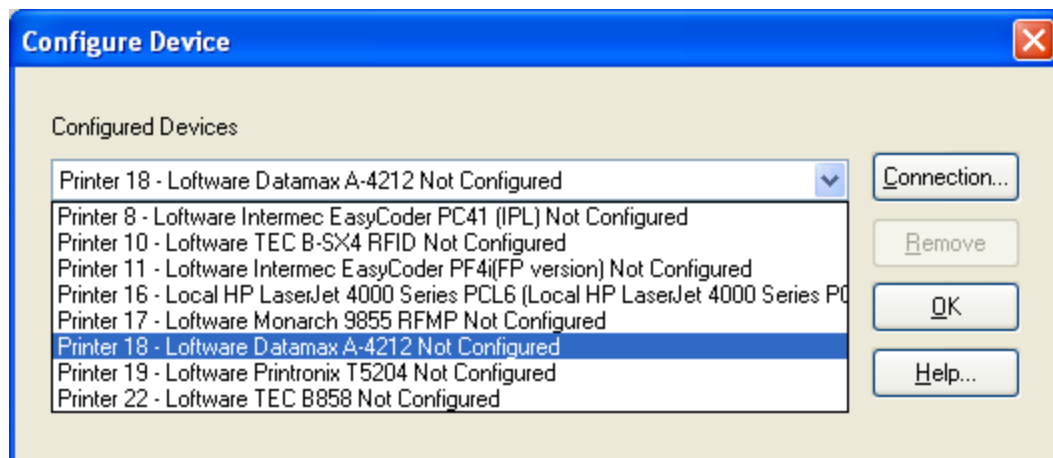 Configure Device
Configured Devices
Printer 18 - Loftware Datamax A-4212 Not Configured
Connection...
Printer 8 - Loftware Intermec EasyCoder PC41 (IPL) Not Configured
Printer 10 - Loftware TEC B-SX4 RFID Not Configured
Remove
Printer 11 - Loftware Intermec EasyCoder PF4i(FP version) Not Configured
Printer 16 - Local HP LaserJet 4000 Series PCL6 (Local HP LaserJet 4000 Series
OK
Printer 17 - Loftware Monarch 9855 RFMP Not Configured
Printer 18 - Loftware Datamax A-4212 Not Configured
Printer 19 - Loftware Printronix T5204 Not Configured
Help...
Printer 22 - Loftware TEC B858 Not Configured